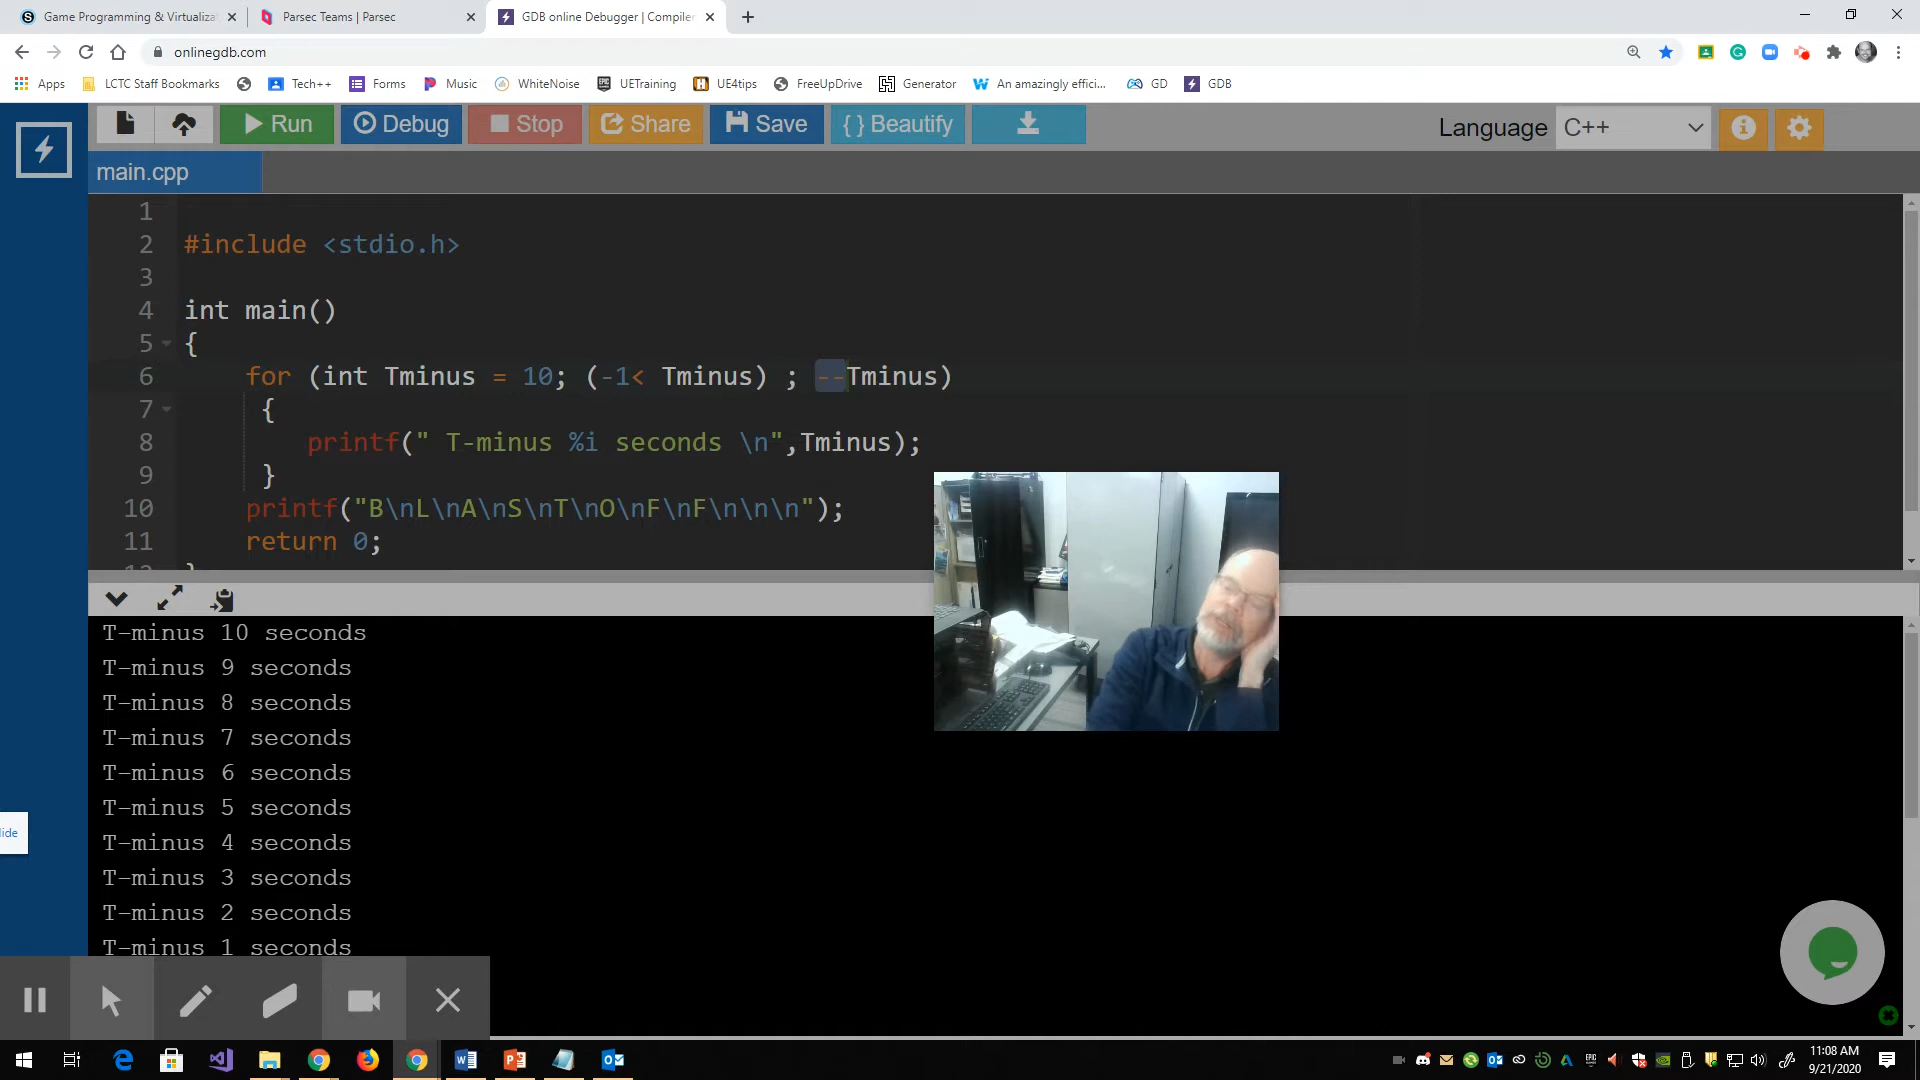 Game Programming & Virtualizat
Parsec Teams | Parsec
GDB online Debugger | Compiler
onlinegdb.com
Apps
LCTC Staff Bookmarks
Tech++
Forms
Music
WhiteNoise
UETraining
UE4tips
FreeUpDrive
Generator
An amazingly effici...
GD
GDB
Run
Debug
Stop
Share
Save
{ } Beautify
Language
C++
main.cpp
1
2 #include <stdio.h>
3
4 int main()
5 {
6 for (int Tminus = 10; (-1< Tminus) ; --Tminus)
7 {
8 printf(" T-minus %i seconds \n",Tminus);
9 }
10 printf("B\nL\nA\nS\nT\nO\nF\nF\n\n\n");
11 return 0;
T-minus 10 seconds
T-minus 9 seconds
T-minus 8 seconds
T-minus 7 seconds
T-minus 6 seconds
T-minus 5 seconds
lide
T-minus 4 seconds
T-minus 3 seconds
T-minus 2 seconds
T-minus 1 seconds
11:08 AM
9/21/2020